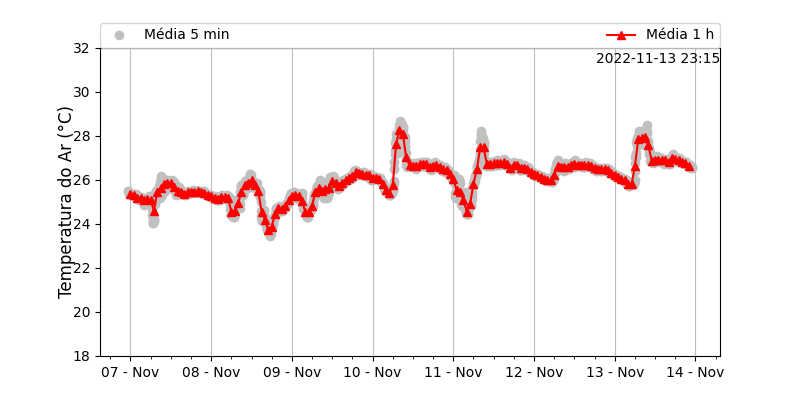 Média 5 min
Média 1 h
2022-11-13 23:15
Temperatura do Ar (°C)
32
30
28
26
24
22
20
18
07 - Nov
08 - Nov
09 - Nov
10 - Nov
11 - Nov
12 - Nov
13 - Nov
14 - Nov